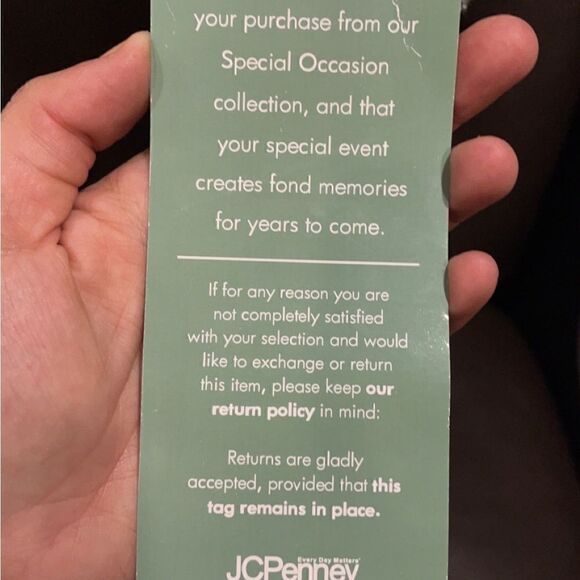 your purchase from our
Special Occasion
collection, and that
your special event
creates fond memories
for years to come.
If for any reason you are
not completely satisfied
with your selection and would
like to exchange or return
this item, please keep our
return policy in mind:
Returns are gladly
accepted, provided that this
tag remains in place.
Every Day Matters
JCPenney